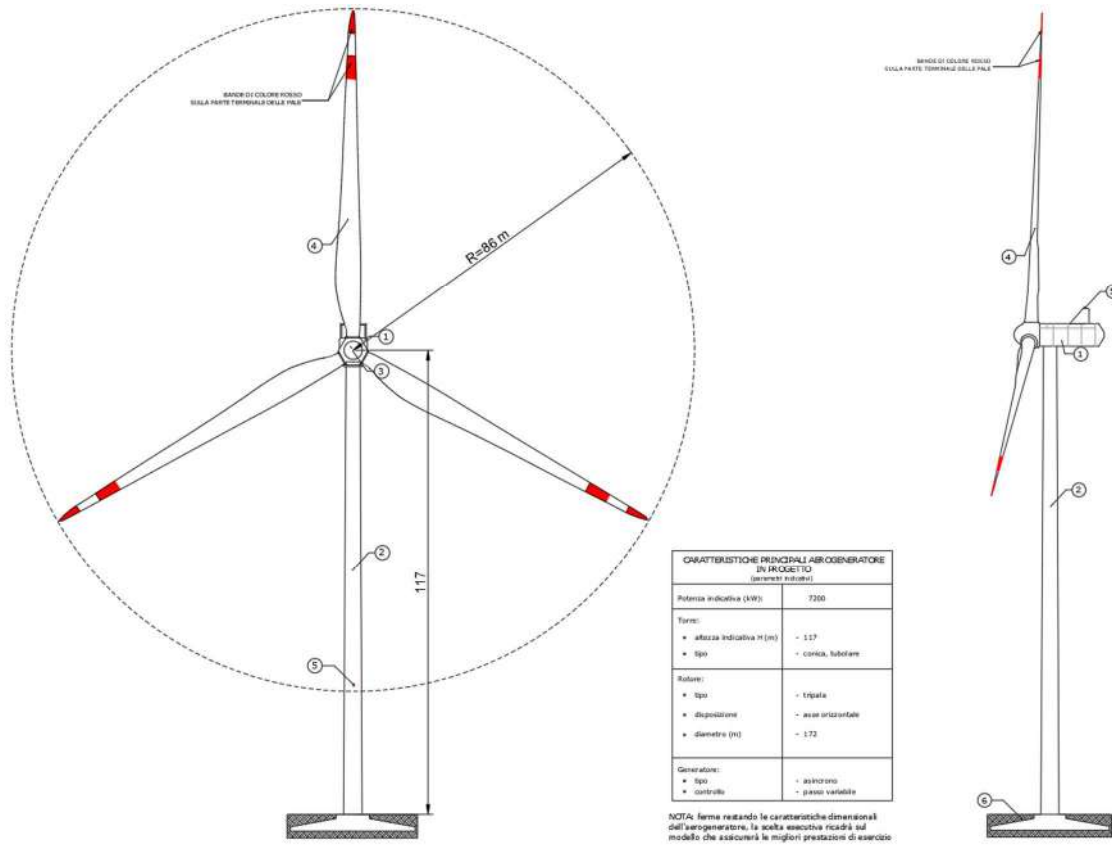 BANDE DI COLORE ROSSO
SULLA PARTE TERMINALE DELLE PALE
4
R=86 m
1
3
2
117
5
BANDE DI COLORE ROSSO
SULLA PARTE TERMINALE DELLE PALE
4
1
2
6
CARATTERISTICHE PRINCIPALI AEROGENERATORE
IN PROGETTO
(parametri indicativi)
Potenza indicativa (kW): 7200
Torre:
• altezza indicativa H (m) - 117
• tipo - conica, tubolare
Rotore:
• tipo - tripala
• disposizione - asse orizzontale
• diametro (m) - 172
Generatore:
• tipo - asincrono
• controllo - passo variabile
NOTA: ferme restando le caratteristiche dimensionali
dell'aerogeneratore, la scelta esecutiva ricadrà sul
modello che assicurerà le migliori prestazioni di esercizio